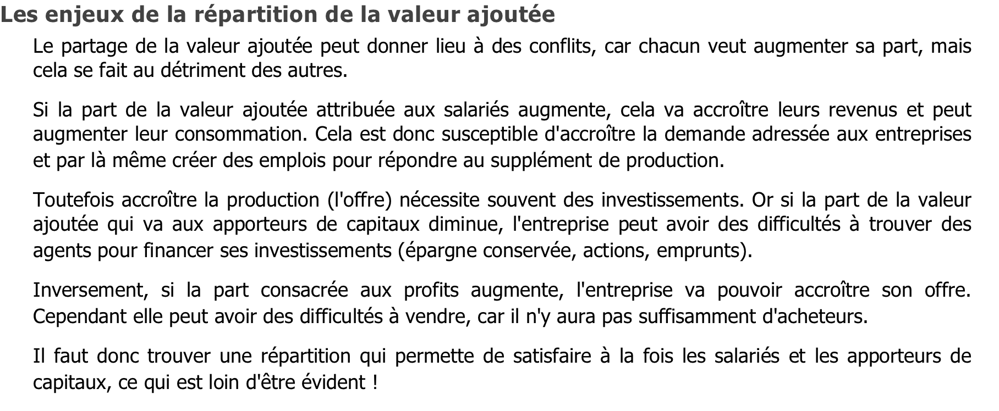 Les enjeux de la répartition de la valeur ajoutée
Le partage de la valeur ajoutée peut donner lieu à des conflits, car chacun veut augmenter sa part, mais
cela se fait au détriment des autres.
Si la part de la valeur ajoutée attribuée aux salariés augmente, cela va accroître leurs revenus et peut
augmenter leur consommation. Cela est donc susceptible d'accroître la demande adressée aux entreprises
et par là même créer des emplois pour répondre au supplément de production.
Toutefois accroître la production (l'offre) nécessite souvent des investissements. Or si la part de la valeur
ajoutée qui va aux apporteurs de capitaux diminue, l'entreprise peut avoir des difficultés à trouver des
agents pour financer ses investissements (épargne conservée, actions, emprunts).
Inversement, si la part consacrée aux profits augmente, l'entreprise va pouvoir accroître son offre.
Cependant elle peut avoir des difficultés à vendre, car il n'y aura pas suffisamment d'acheteurs.
Il faut donc trouver une répartition qui permette de satisfaire à la fois les salariés et les apporteurs de
capitaux, ce qui est loin d'être évident !